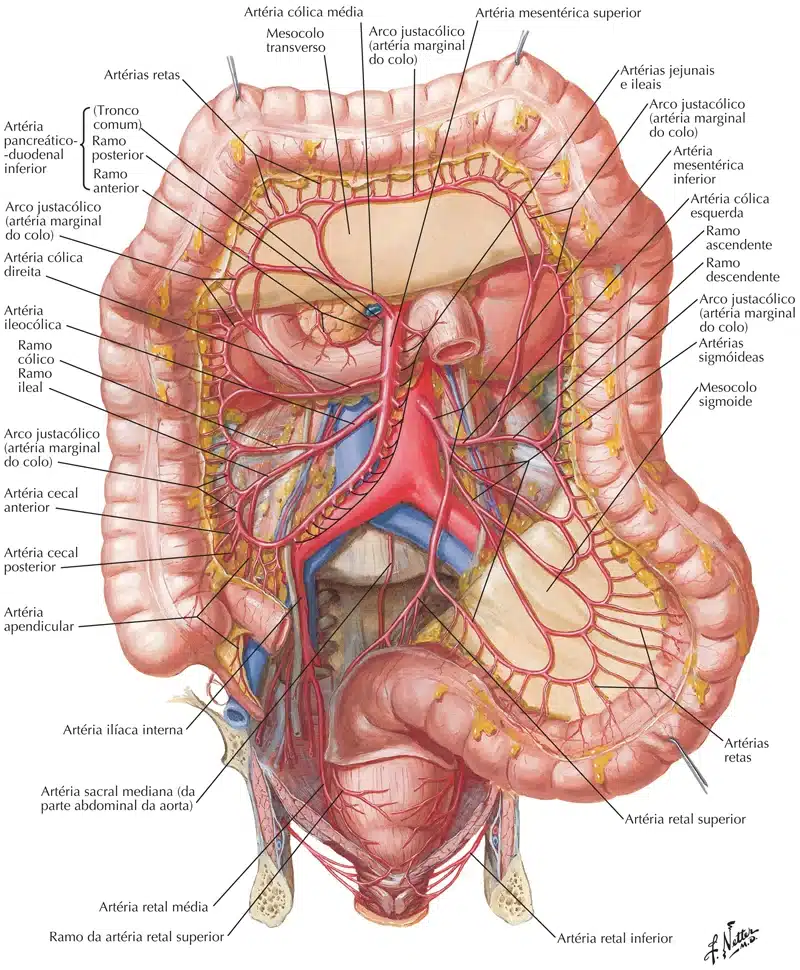 Artéria cólica média
Mesocolo
transverso
Arco justacólico
(artéria marginal
do colo)
Artéria mesentérica superior
Artérias retas
Artéria
pancreático-
-duodenal
inferior
(Tronco
comum)
Ramo
posterior
Ramo
anterior
Arco justacólico
(artéria marginal
do colo)
Artéria cólica
direita
Artéria
ileocólica
Ramo
cólico
Ramo
ileal
Arco justacólico
(artéria marginal
do colo)
Artéria cecal
anterior
Artéria cecal
posterior
Artéria
apendicular
Artéria ilíaca interna
Artéria sacral mediana (da
parte abdominal da aorta)
Artéria retal média
Ramo da artéria retal superior
Artérias jejunais
e ileais
Arco justacólico
(artéria marginal
do colo)
Artéria
mesentérica
inferior
Artéria cólica
esquerda
Ramo
ascendente
Ramo
descendente
Arco justacólico
(artéria marginal
do colo)
Artérias
sigmóideas
Mesocolo
sigmoide
Artérias
retas
Artéria retal superior
Artéria retal inferior
F. Netter
M.D.